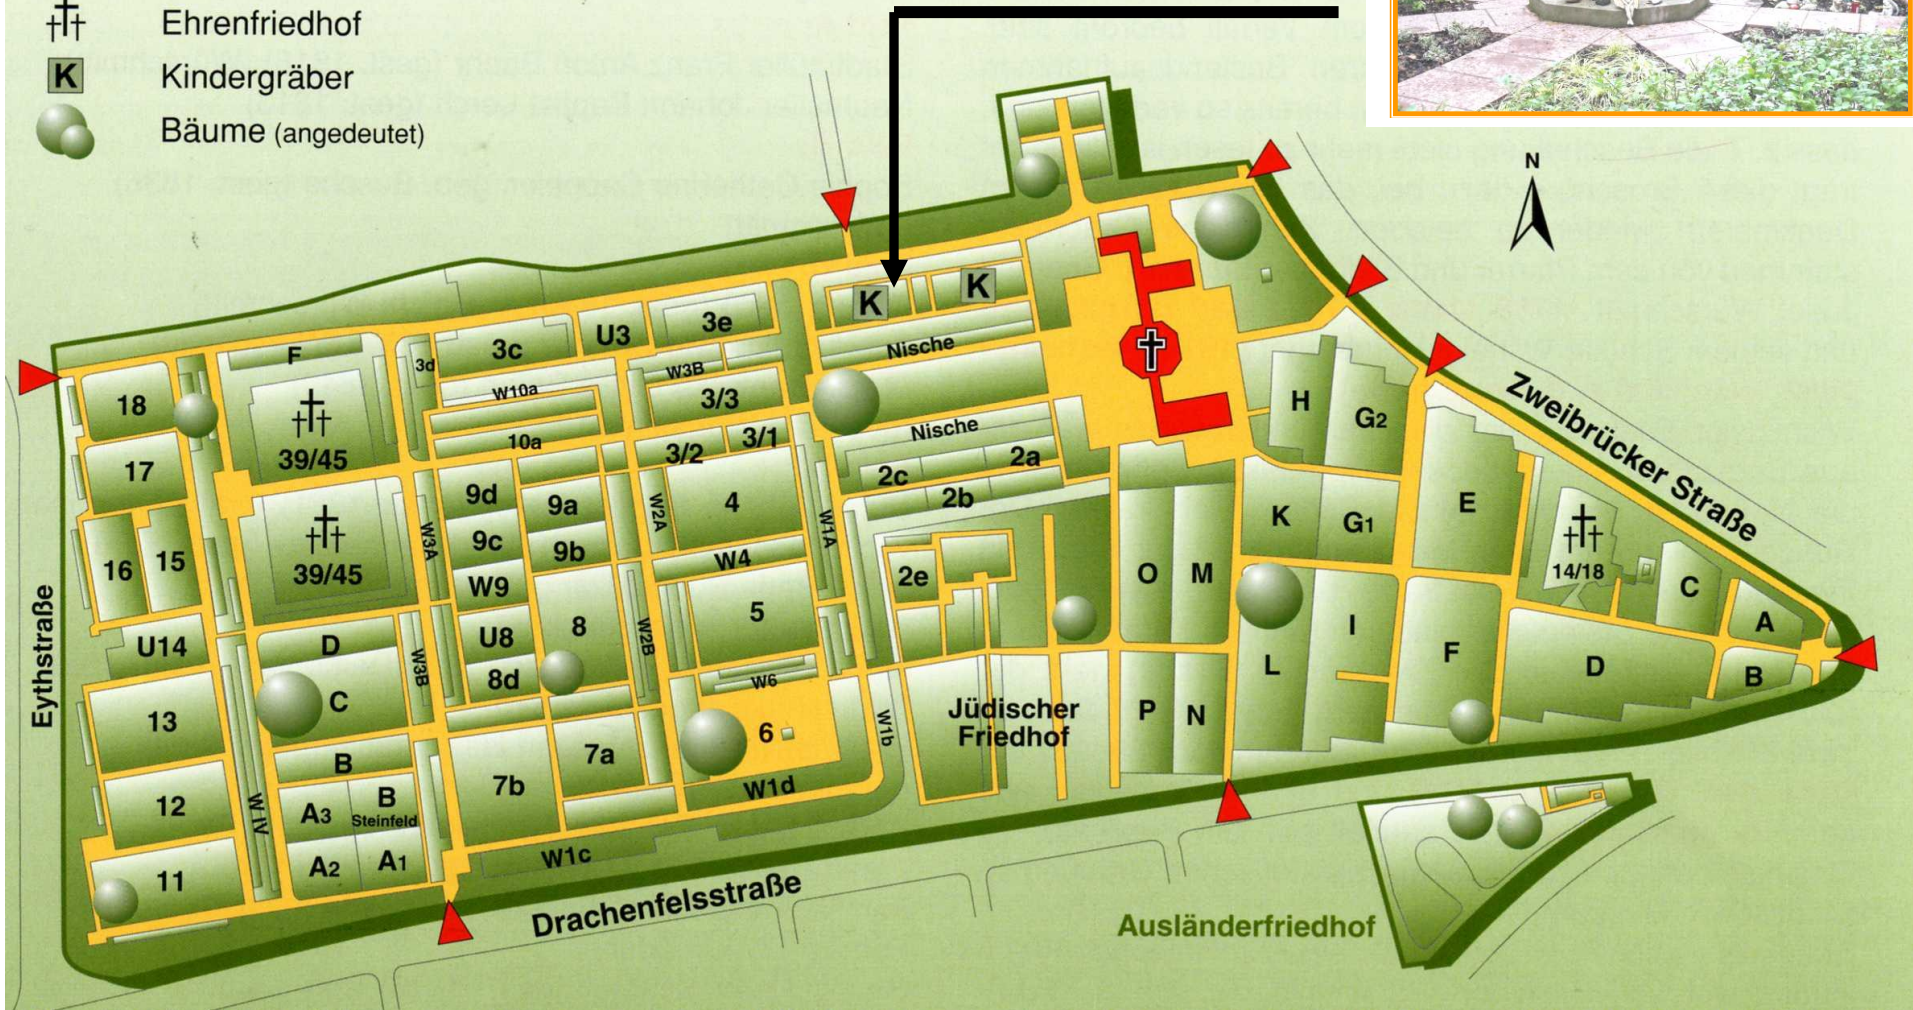 Ehrenfriedhof
K Kindergräber
Bäume (angedeutet)
N
K
K
Nische
Nische
3e
U3
3c
3d
F
W3B
W10a
3/3
10a
3/1
3/2
18
39/45
17
9d
9a
W2A
4
W1A
2c
2a
2b
H
G2
Zweibrücker Straße
E
K
G1
16
15
39/45
W3A
9c
9b
W9
W4
2e
O
M
14/18
C
A
Eythstraße
U14
D
W3B
U8
8
W2B
5
8d
W6
I
L
F
D
B
13
C
6
W1b
Jüdischer
Friedhof
P
N
B
7b
7a
W1d
12
W IV
A3
B
Steinfeld
11
A2
A1
W1c
Drachenfelsstraße
Ausländerfriedhof